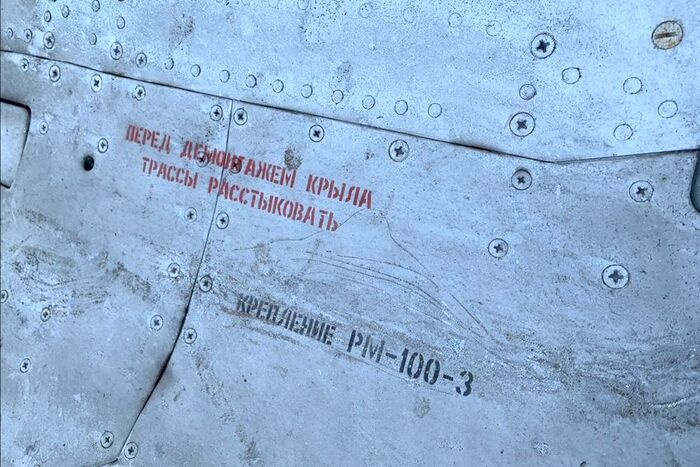 ПЕРЕД ДЕМОНТАЖЕМ КРЫЛА
ТРАССЫ РАССТЫКОВАТЬ
КРЕПЛЕНИЕ РМ-100-3